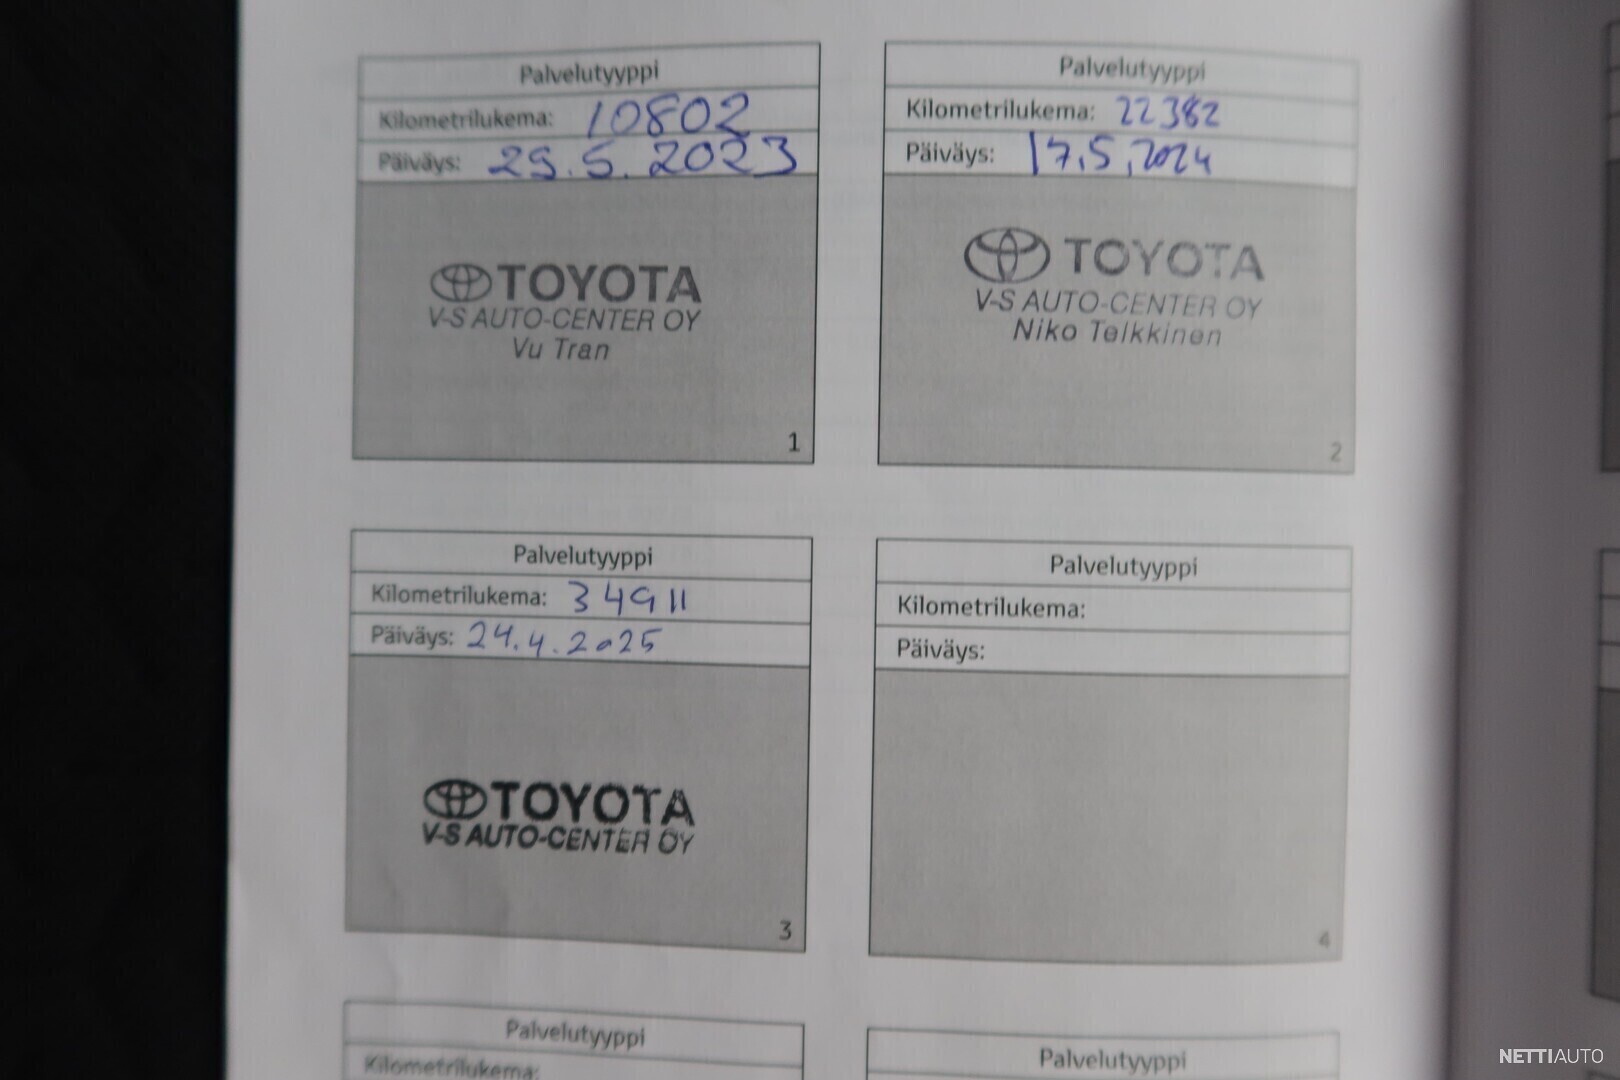 Palvelutyyppi
Kilometrilukema: 10802
Päiväys: 29.5.2023
TOYOTA
V-S AUTO-CENTER OY
Vu Tran
1
Palvelutyyppi
Kilometrilukema: 22382
Päiväys: 17.5.2024
TOYOTA
V-S AUTO-CENTER OY
Niko Telkkinen
2
Palvelutyyppi
Kilometrilukema: 34911
Päiväys: 24.4.2025
TOYOTA
V-S AUTO-CENTER OY
3
Palvelutyyppi
Kilometrilukema:
Päiväys:
4
Palvelutyyppi
Kilometrilukema:
Palvelutyyppi
NETTIAUTO